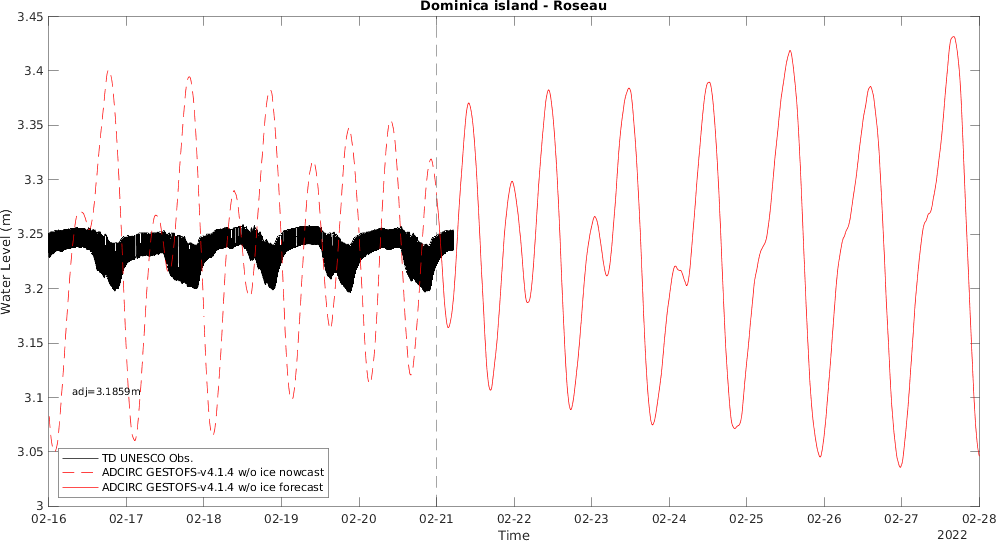 Dominica island - Roseau
3.45
3.4
3.35
3.3
3.25
3.2
3.15
3.1
3.05
3
Water Level (m)
adj=3.1859m
TD UNESCO Obs.
ADCIRC GESTOFS-v4.1.4 w/o ice nowcast
ADCIRC GESTOFS-v4.1.4 w/o ice forecast
02-16 02-17 02-18 02-19 02-20 02-21 02-22 02-23 02-24 02-25 02-26 02-27 02-28
Time
2022